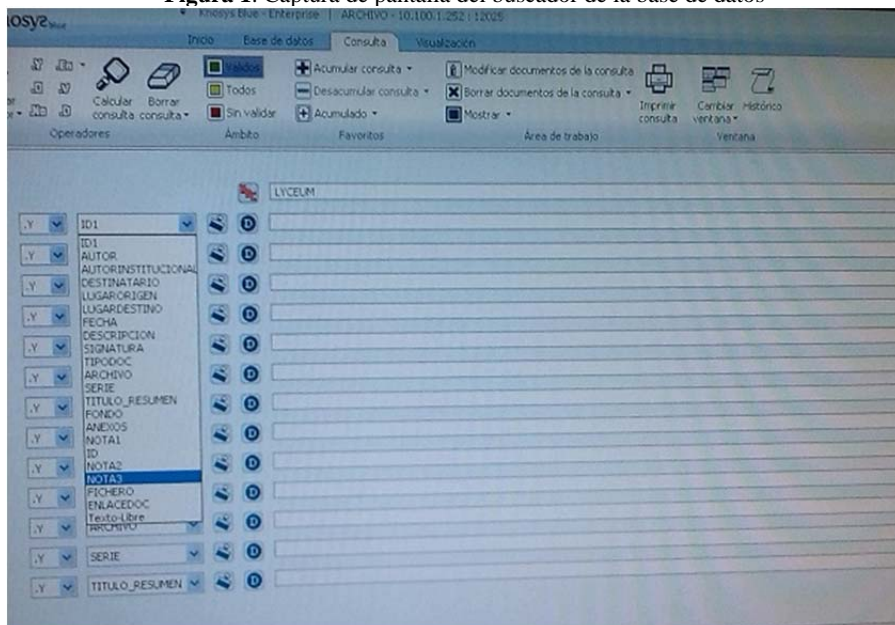 Figura 1. Captura de pantalla del buscador de la base de datos
Knosys Blue - Enterprise | ARCHIVO - 10.100.1.252 : 12025
Inicio Base de datos Consulta Visualización
Calcular consulta
Borrar consulta
Operadores
Validos
Todos
Sin validar
Ámbito
Acumular consulta
Desacumular consulta
Acumulado
Favoritos
Modificar documentos de la consulta
Borrar documentos de la consulta
Mostrar
Área de trabajo
Imprimir consulta
Cambiar ventana
Histórico
Ventana
LYCEUM
.Y ID1 D
ID1
.Y AUTOR D
AUTORINSTITUCIONAL
.Y DESTINATARIO D
LUGARORIGEN
.Y LUGARDESTINO D
FECHA
DESCRIPCION
.Y SIGNATURA D
TIPODOC
.Y ARCHIVO D
SERIE
.Y TITULO_RESUMEN D
FONDO
ANEXOS
.Y NOTA1 D
ID
.Y NOTA2 D
NOTA3
.Y FICHERO D
ENLACEDOC
Texto-Libre
.Y ARCHIVO D
.Y SERIE D
.Y TITULO_RESUMEN D